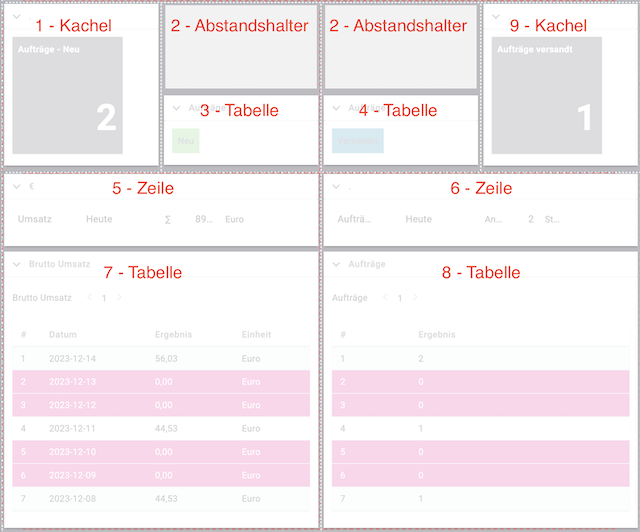 1 - Kachel
Aufträge - Neu
2
2 - Abstandshalter
2 - Abstandshalter
9 - Kachel
Aufträge versandt
1
3 - Tabelle
Neu
4 - Tabelle
5 - Zeile
€
Umsatz Heute Σ 89... Euro
6 - Zeile
.
Aufträ... Heute An... 2 St...
Brutto Umsatz
7 - Tabelle
Brutto Umsatz 1
# Datum Ergebnis Einheit
1 2023-12-14 56,03 Euro
2 2023-12-13 0,00 Euro
3 2023-12-12 0,00 Euro
4 2023-12-11 44,53 Euro
5 2023-12-10 0,00 Euro
6 2023-12-09 0,00 Euro
7 2023-12-08 44,53 Euro
Aufträge
8 - Tabelle
Aufträge 1
# Ergebnis
1 2
2 0
3 0
4 1
5 0
6 0
7 1